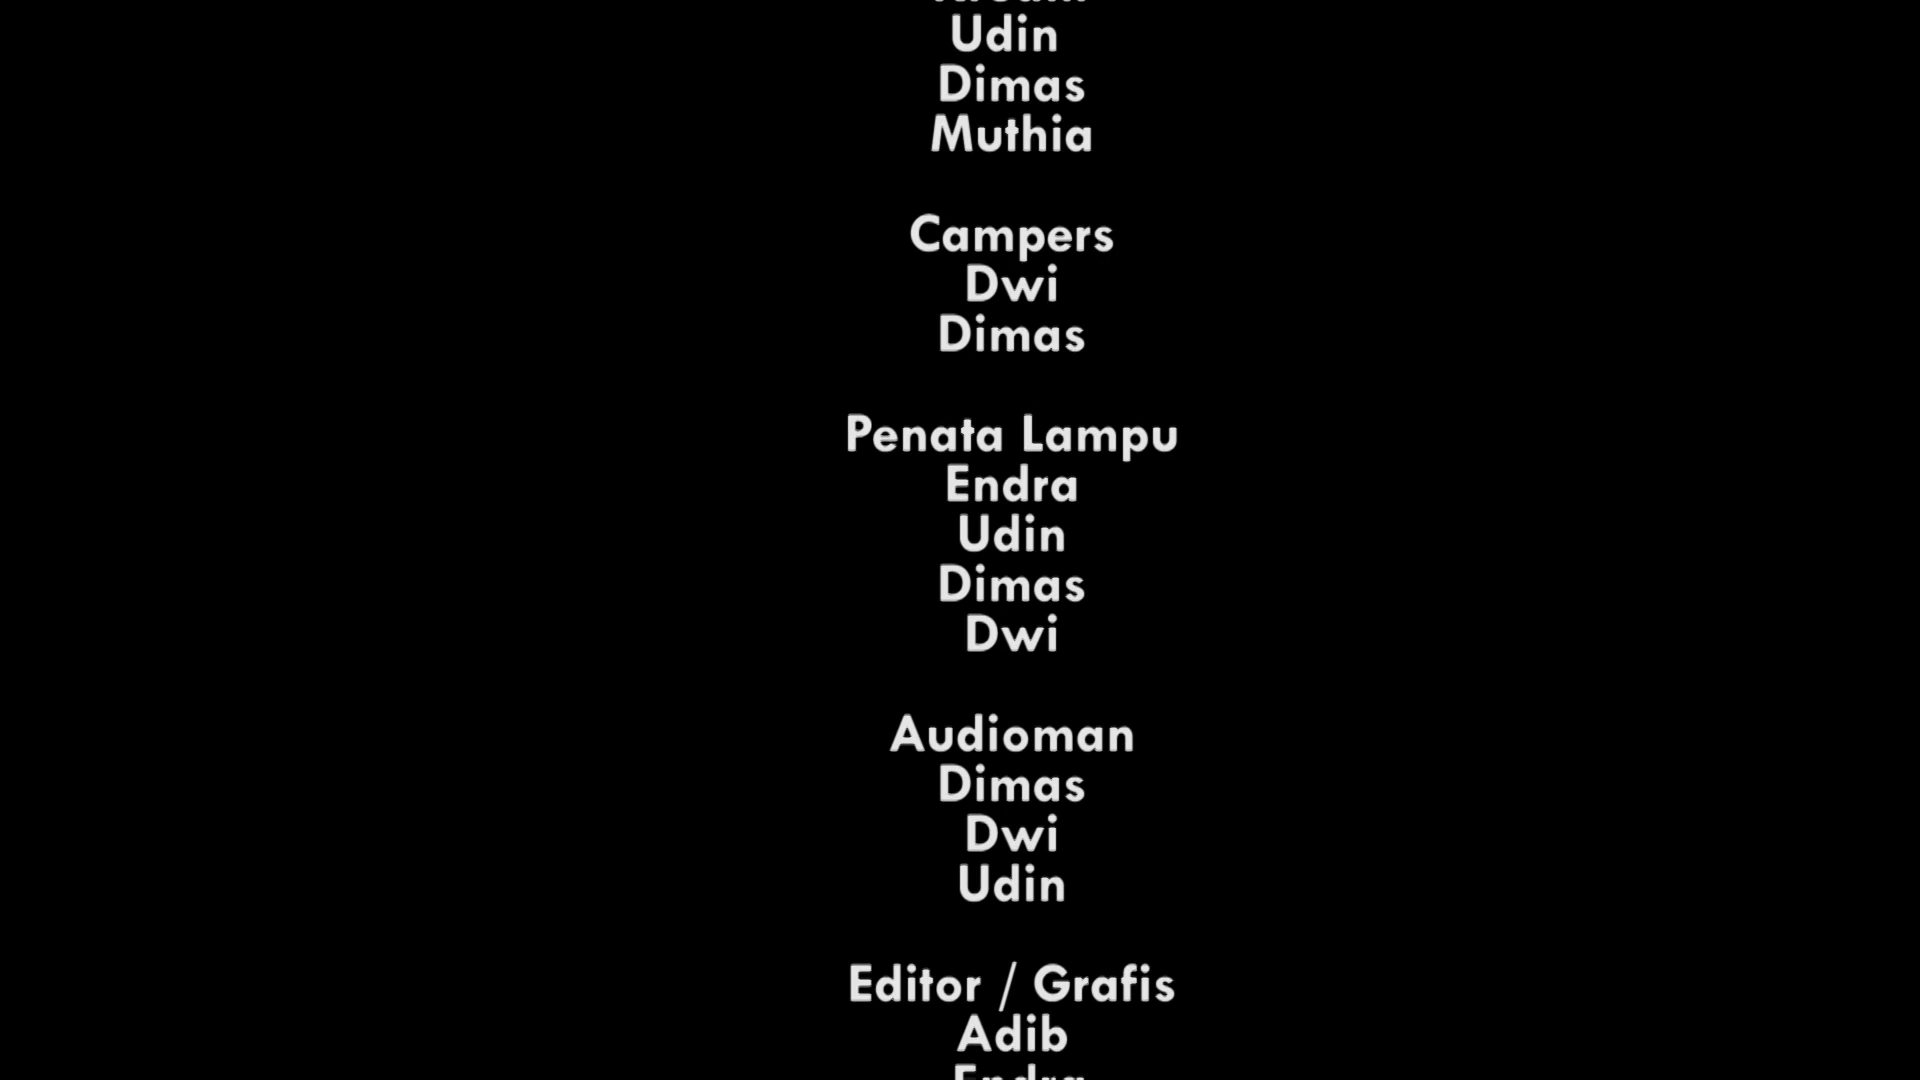 Udin
Dimas
Muthia
Campers
Dwi
Dimas
Penata Lampu
Endra
Udin
Dimas
Dwi
Audioman
Dimas
Dwi
Udin
Editor / Grafis
Adib
Endra